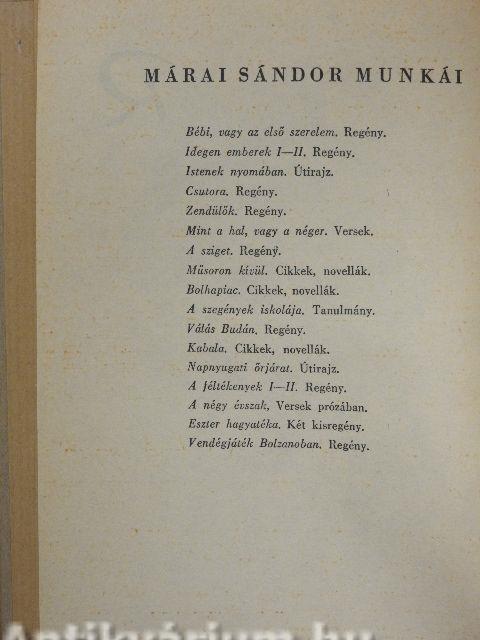 MÁRAI SÁNDOR MUNKÁI
Bébi, vagy az első szerelem. Regény.
Idegen emberek I—II. Regény.
Istenek nyomában. Útirajz.
Csutora. Regény.
Zendülők. Regény.
Mint a hal, vagy a néger. Versek.
A sziget. Regény.
Műsoron kívül. Cikkek, novellák.
Bolhapiac. Cikkek, novellák.
A szegények iskolája. Tanulmány.
Válás Budán. Regény.
Kabala. Cikkek, novellák.
Napnyugati őrjárat. Útirajz.
A féltékenyek I—II. Regény.
A négy évszak, Versek prózában.
Eszter hagyatéka. Két kisregény.
Vendégjáték Bolzanoban. Regény.
Antikvárium.hu